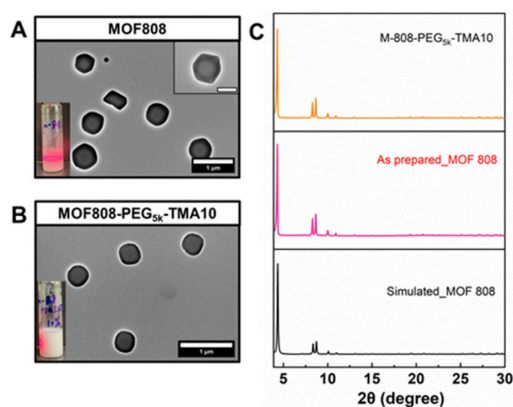 A
MOF808
1 µm
B
MOF808-PEG5k-TMA10
1 µm
C
M-808-PEG5k-TMA10
As prepared_MOF 808
Simulated_MOF 808
5 10 15 20 25 30
2θ (degree)